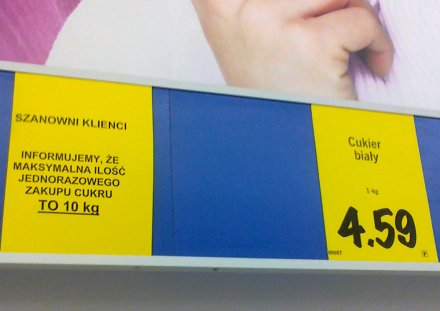 SZANOWNI KLIENCI
INFORMUJEMY, ŻE
MAKSYMALNA ILOŚĆ
JEDNORAZOWEGO
ZAKUPU CUKRU
TO 10 kg
Cukier
biały
1-kg
4.59
P